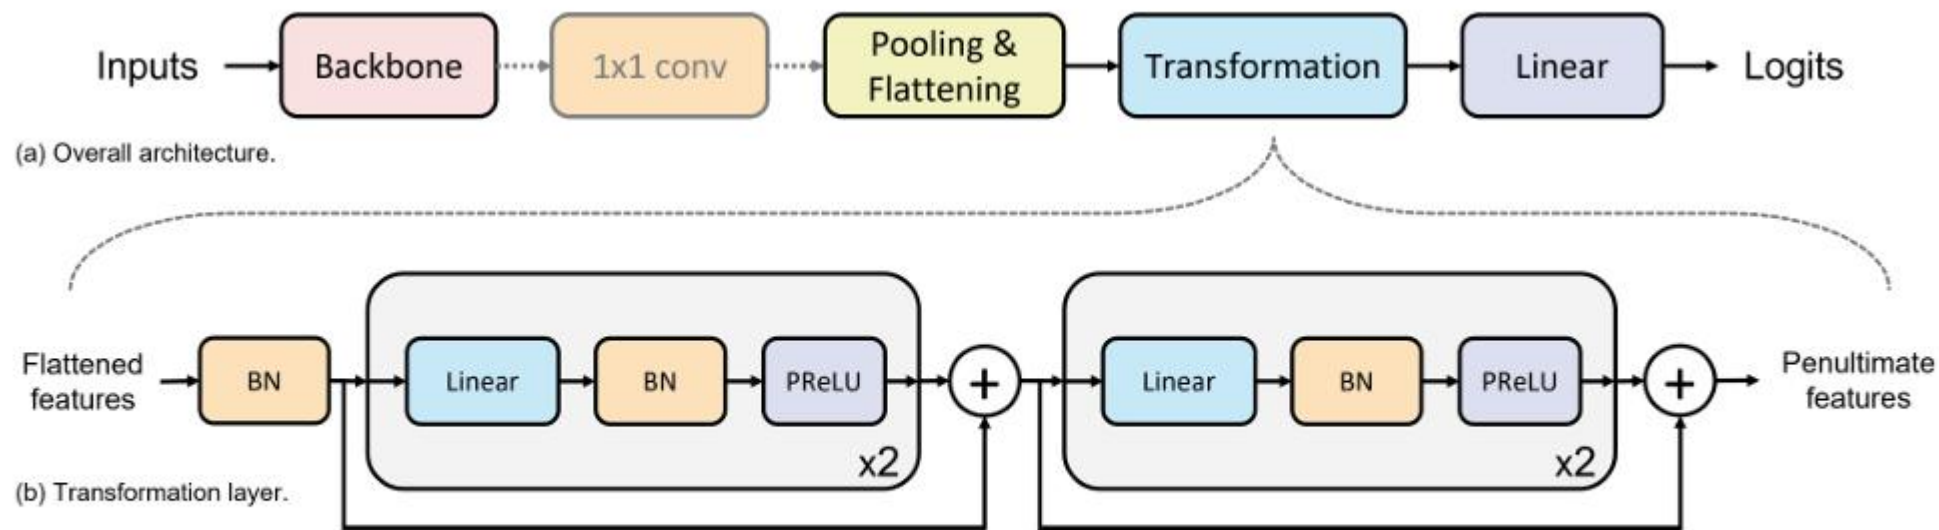 Inputs
Backbone
1x1 conv
Pooling &
Flattening
Transformation
Linear
Logits
(a) Overall architecture.
Flattened
features
BN
Linear
BN
PReLU
x2
+
Linear
BN
PReLU
x2
+
Penultimate
features
(b) Transformation layer.